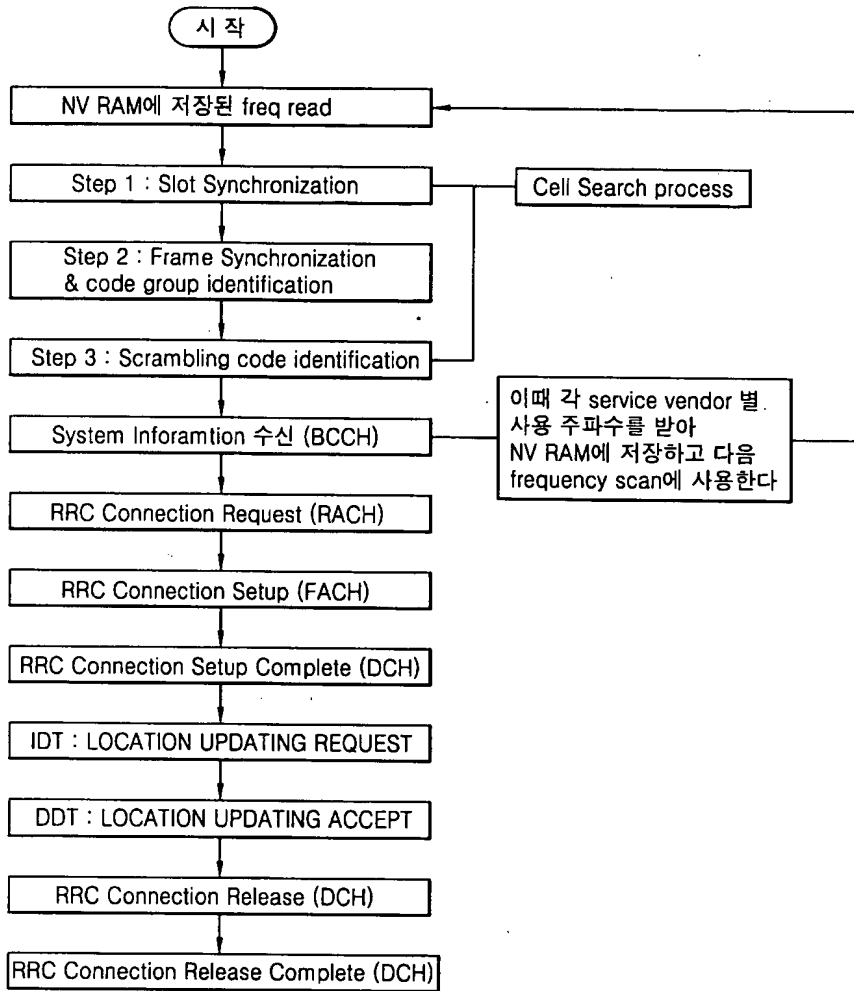 시 작
NV RAM에 저장된 freq read
Step 1 : Slot Synchronization
Cell Search process
Step 2 : Frame Synchronization
& code group identification
Step 3 : Scrambling code identification
System Inforamtion 수신 (BCCH)
이때 각 service vendor 별
사용 주파수를 받아
NV RAM에 저장하고 다음
frequency scan에 사용한다
RRC Connection Request (RACH)
RRC Connection Setup (FACH)
RRC Connection Setup Complete (DCH)
IDT : LOCATION UPDATING REQUEST
DDT : LOCATION UPDATING ACCEPT
RRC Connection Release (DCH)
RRC Connection Release Complete (DCH)